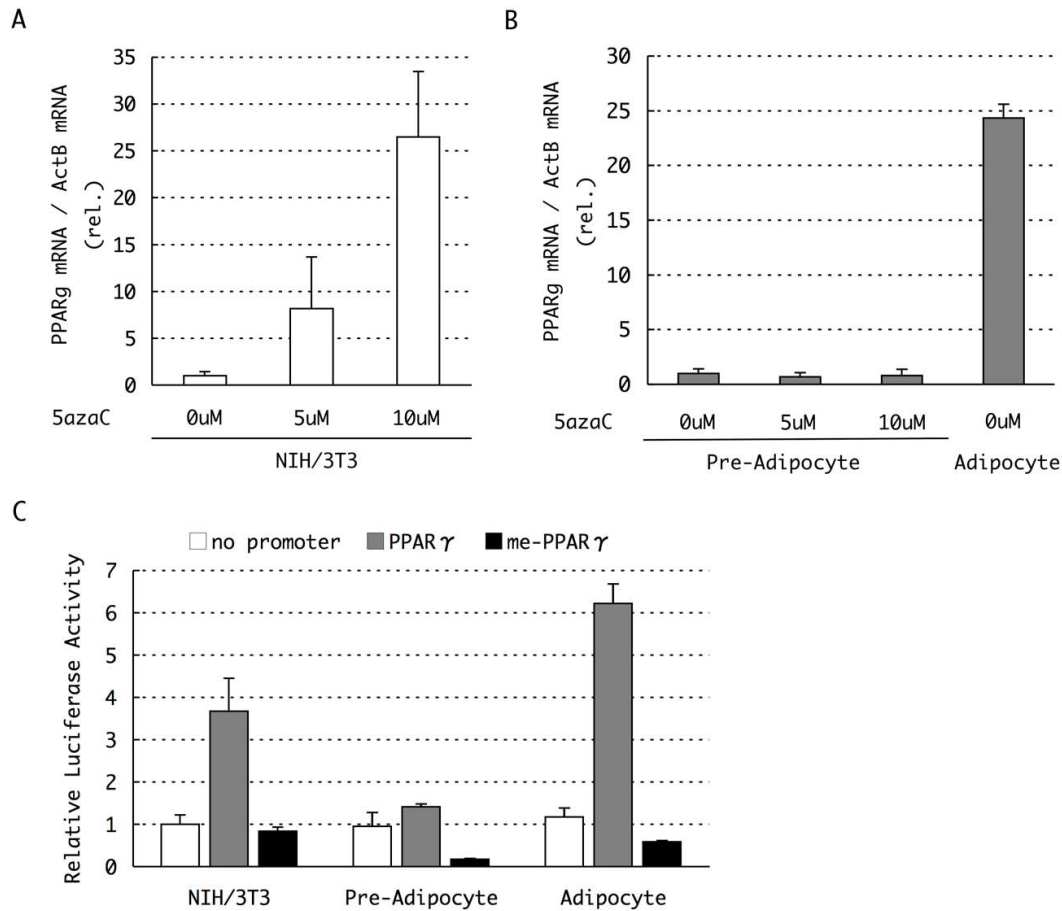 A
PPARg mRNA / ActB mRNA
(rel.)
35
30
25
20
15
10
5
0
5azaC 0uM 5uM 10uM
NIH/3T3
B
PPARg mRNA / ActB mRNA
(rel.)
30
25
20
15
10
5
0
5azaC 0uM 5uM 10uM 0uM
Pre-Adipocyte Adipocyte
C
no promoter PPARγ me-PPARγ
Relative Luciferase Activity
7
6
5
4
3
2
1
0
NIH/3T3 Pre-Adipocyte Adipocyte